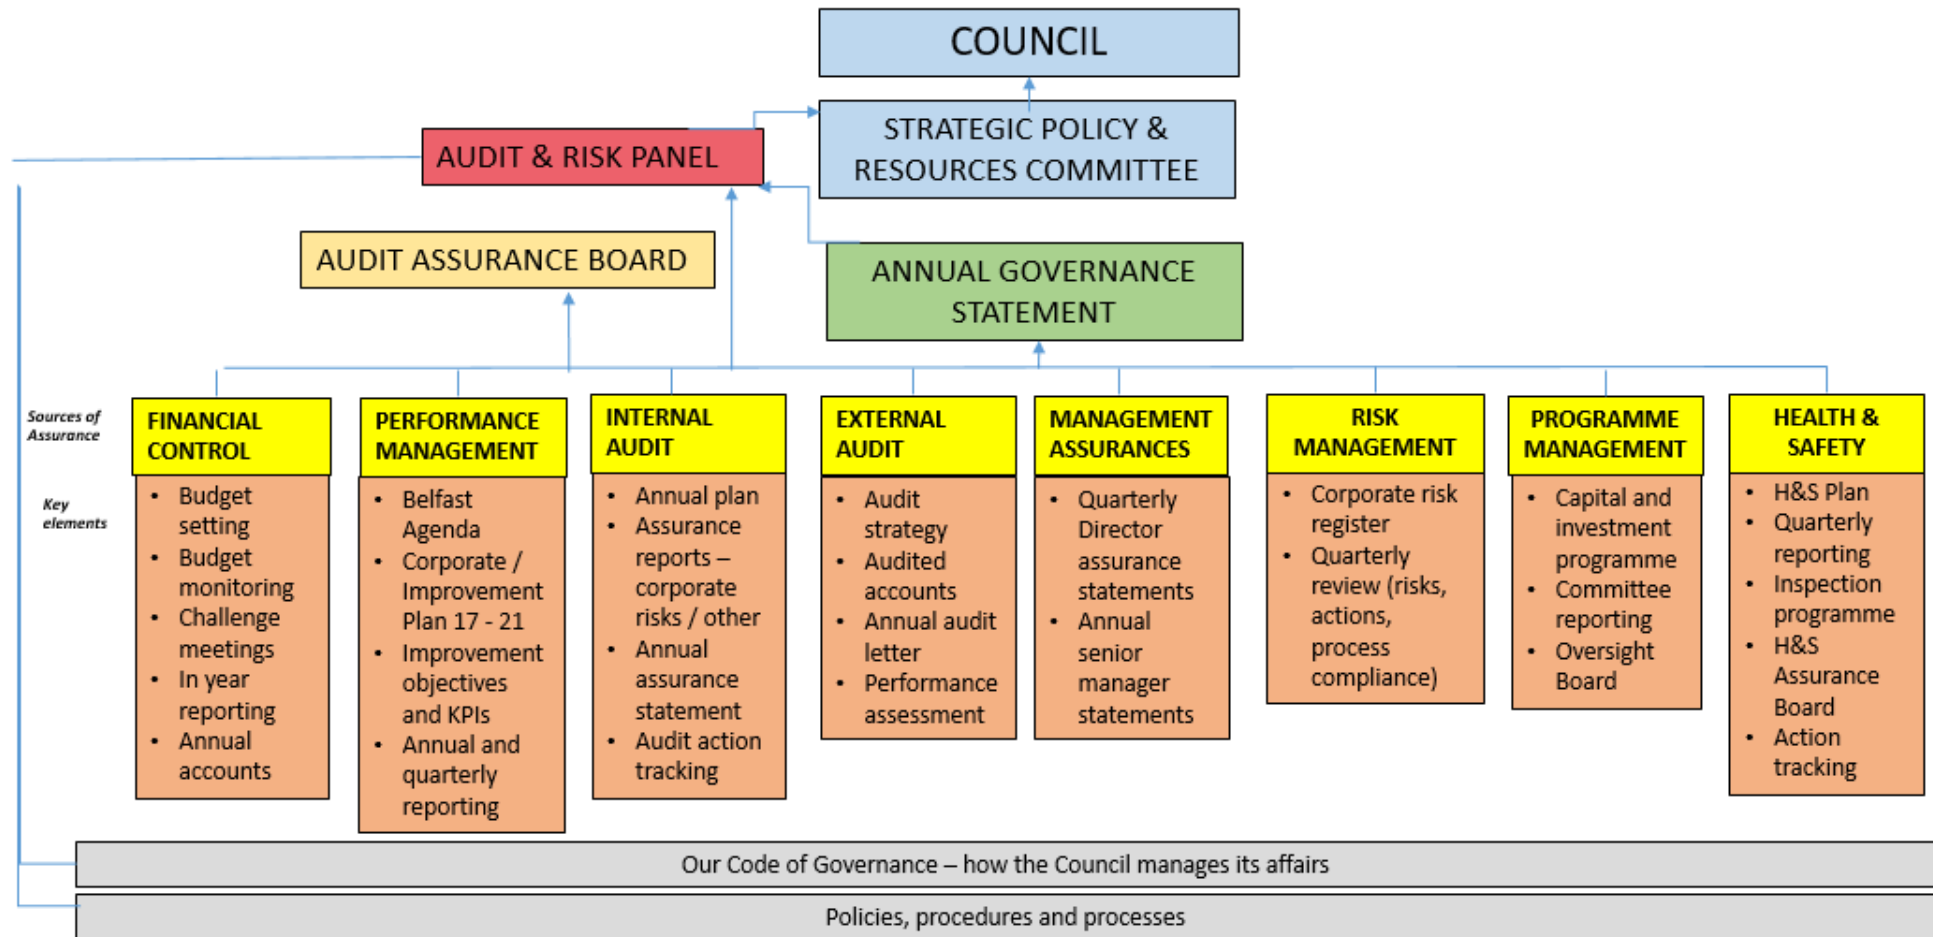 COUNCIL
STRATEGIC POLICY &
RESOURCES COMMITTEE
AUDIT & RISK PANEL
AUDIT ASSURANCE BOARD
ANNUAL GOVERNANCE
STATEMENT
Sources of
Assurance
Key
elements
FINANCIAL
CONTROL
• Budget
setting
• Budget
monitoring
• Challenge
meetings
• In year
reporting
• Annual
accounts
PERFORMANCE
MANAGEMENT
• Belfast
Agenda
• Corporate /
Improvement
Plan 17 - 21
• Improvement
objectives
and KPIs
• Annual and
quarterly
reporting
INTERNAL
AUDIT
• Annual plan
• Assurance
reports –
corporate
risks / other
• Annual
assurance
statement
• Audit action
tracking
EXTERNAL
AUDIT
• Audit
strategy
• Audited
accounts
• Annual audit
letter
• Performance
assessment
MANAGEMENT
ASSURANCES
• Quarterly
Director
assurance
statements
• Annual
senior
manager
statements
RISK
MANAGEMENT
• Corporate risk
register
• Quarterly
review (risks,
actions,
process
compliance)
PROGRAMME
MANAGEMENT
• Capital and
investment
programme
• Committee
reporting
• Oversight
Board
HEALTH &
SAFETY
• H&S Plan
• Quarterly
reporting
• Inspection
programme
• H&S
Assurance
Board
• Action
tracking
Our Code of Governance – how the Council manages its affairs
Policies, procedures and processes